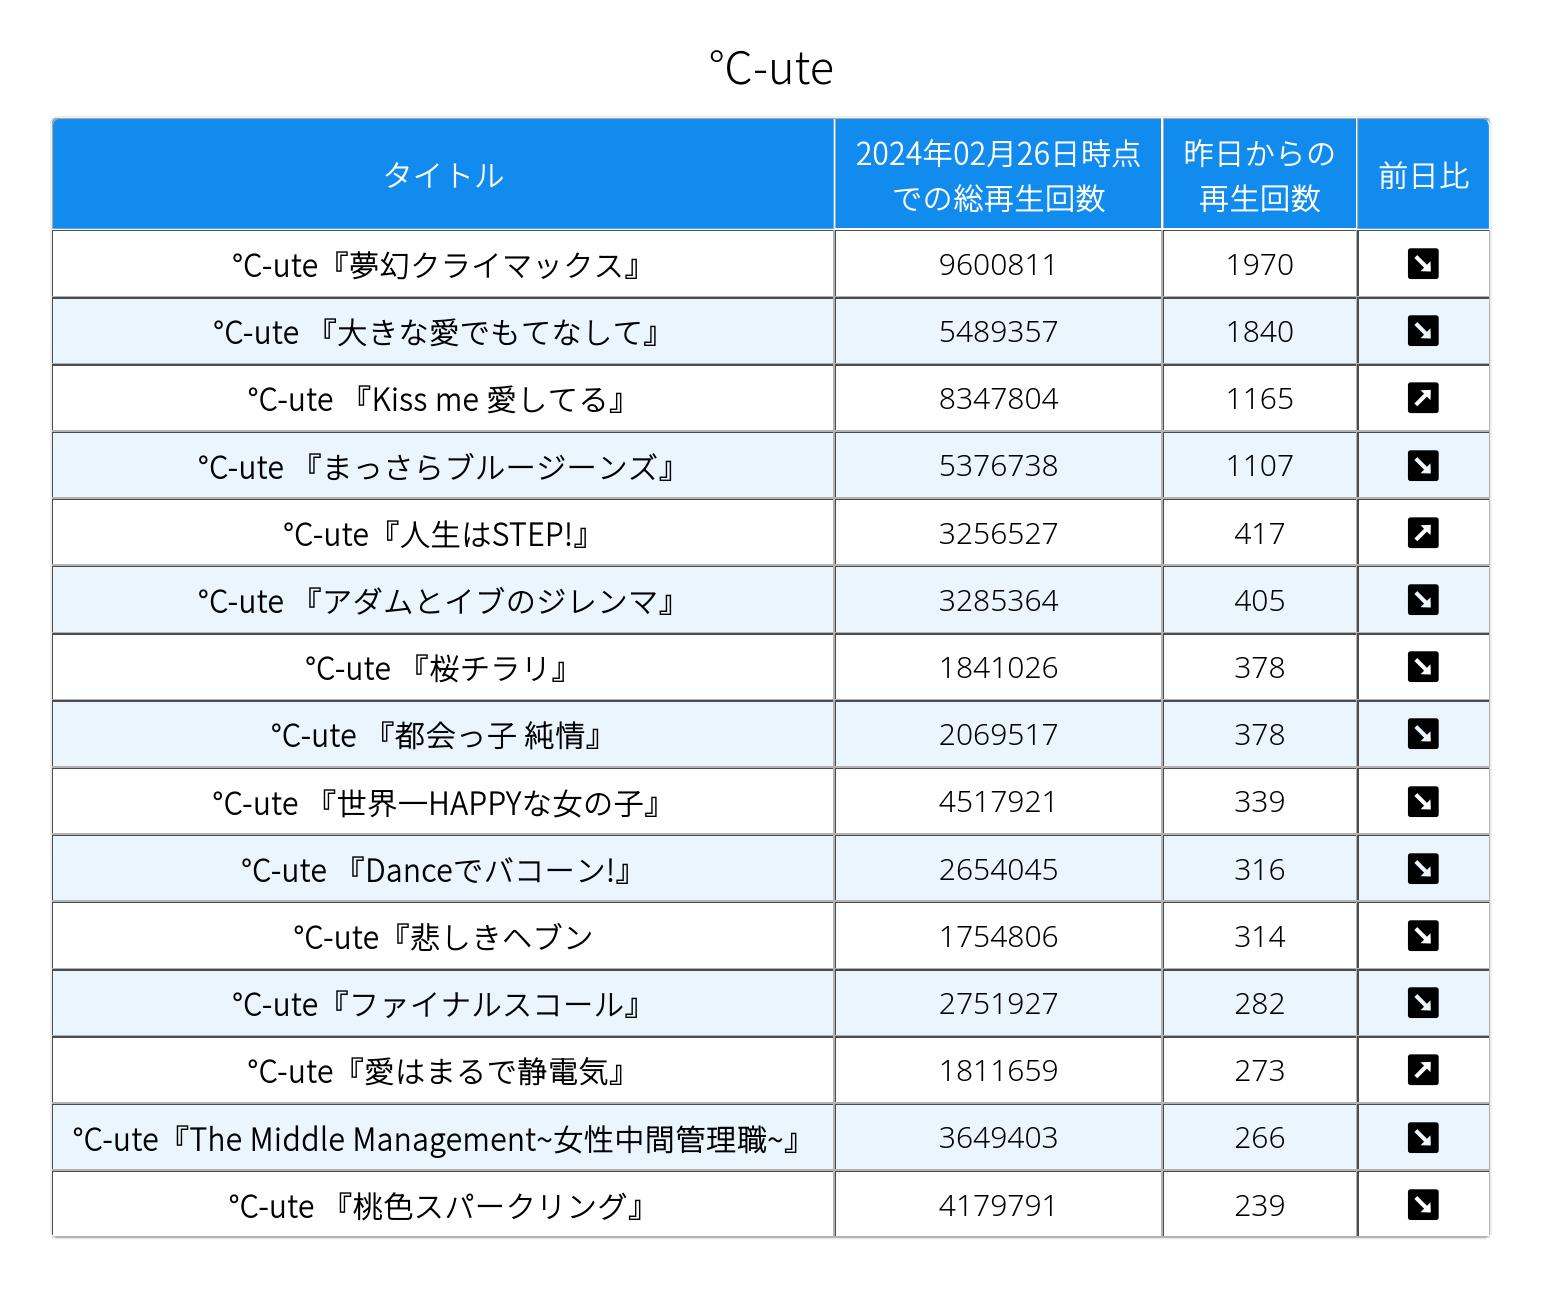 ℃-ute
タイトル
2024年02月26日時点
での総再生回数
昨日からの
再生回数
前日比
℃-ute『夢幻クライマックス』 9600811 1970 ↘
℃-ute 『大きな愛でもてなして』 5489357 1840 ↘
℃-ute 『Kiss me 愛してる』 8347804 1165 ↗
℃-ute 『まっさらブルージーンズ』 5376738 1107 ↘
℃-ute『人生はSTEP!』 3256527 417 ↗
℃-ute 『アダムとイブのジレンマ』 3285364 405 ↘
℃-ute 『桜チラリ』 1841026 378 ↘
℃-ute 『都会っ子 純情』 2069517 378 ↘
℃-ute 『世界一HAPPYな女の子』 4517921 339 ↘
℃-ute 『Danceでバコーン!』 2654045 316 ↘
℃-ute『悲しきヘブン 1754806 314 ↘
℃-ute『ファイナルスコール』 2751927 282 ↘
℃-ute『愛はまるで静電気』 1811659 273 ↗
℃-ute『The Middle Management~女性中間管理職~』 3649403 266 ↘
℃-ute 『桃色スパークリング』 4179791 239 ↘